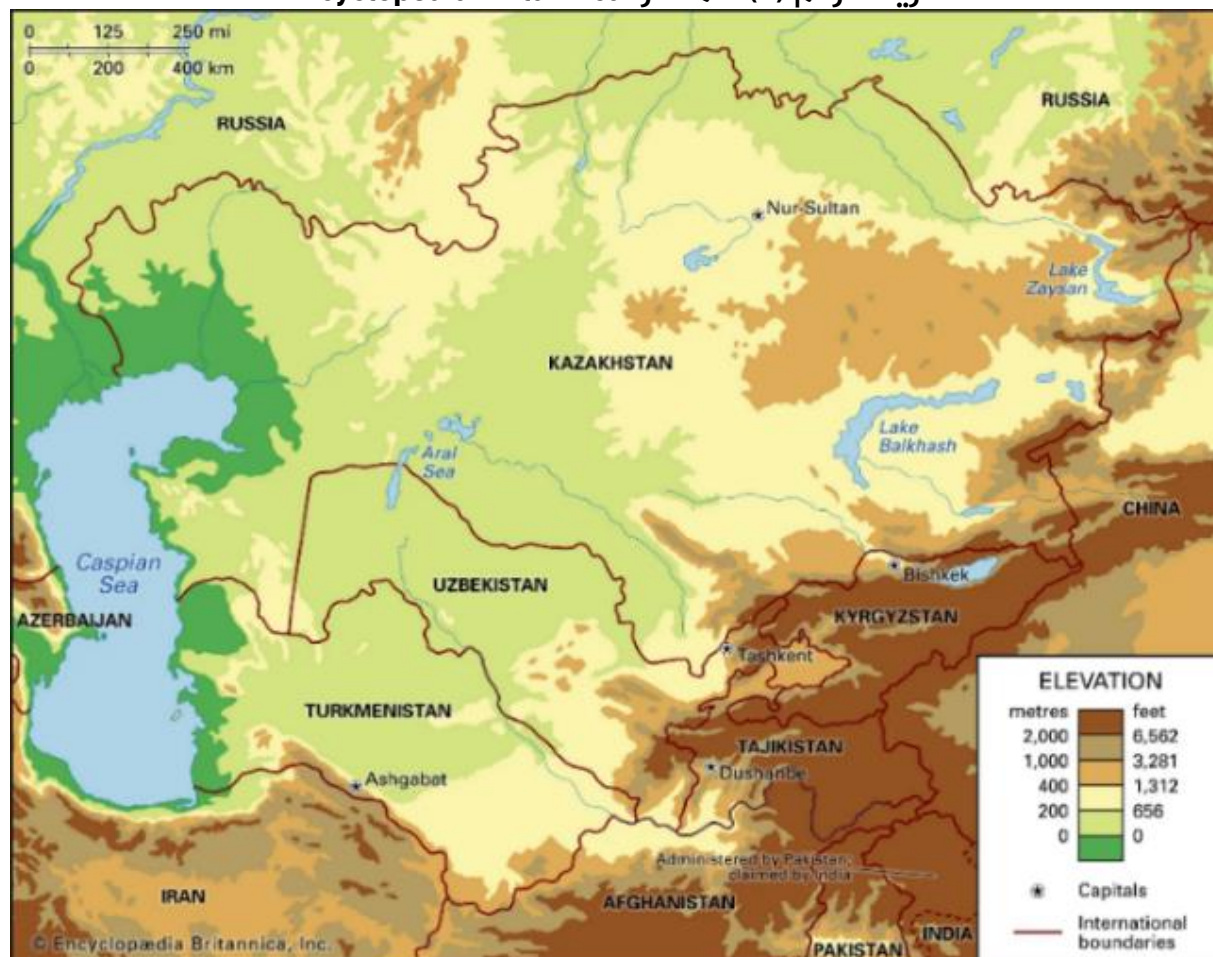 0 125 250 mi
0 200 400 km
RUSSIA
RUSSIA
Nur-Sultan
Lake
Zaysan
KAZAKHSTAN
Aral
Sea
Lake
Balkhash
CHINA
Caspian
Sea
UZBEKISTAN
Bishkek
AZERBAIJAN
KYRGYZSTAN
Tashkent
TURKMENISTAN
TAJIKISTAN
Dushanbe
Ashgabat
Administered by Pakistan;
claimed by India
IRAN
AFGHANISTAN
PAKISTAN
INDIA
© Encyclopædia Britannica, Inc.
ELEVATION
metres feet
2,000 6,562
1,000 3,281
400 1,312
200 656
0 0
Capitals
International
boundaries